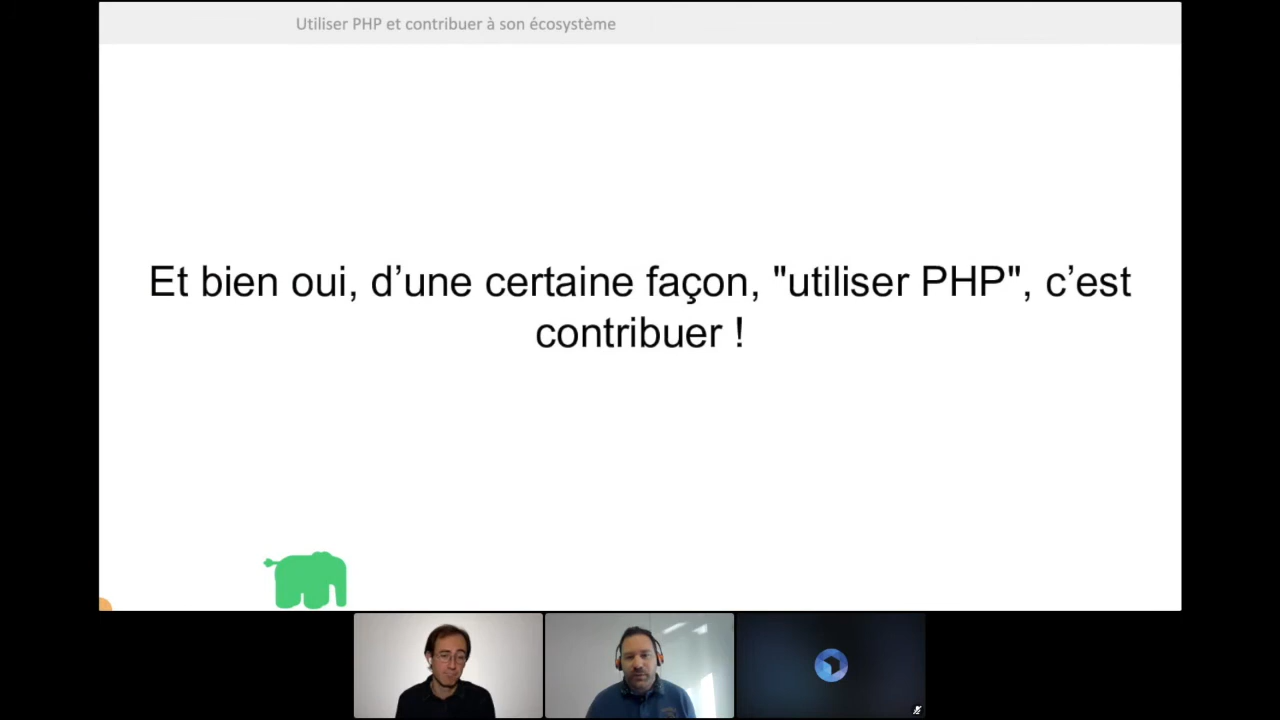 Utiliser PHP et contribuer à son écosystème
Et bien oui, d’une certaine façon, "utiliser PHP", c’est
contribuer !